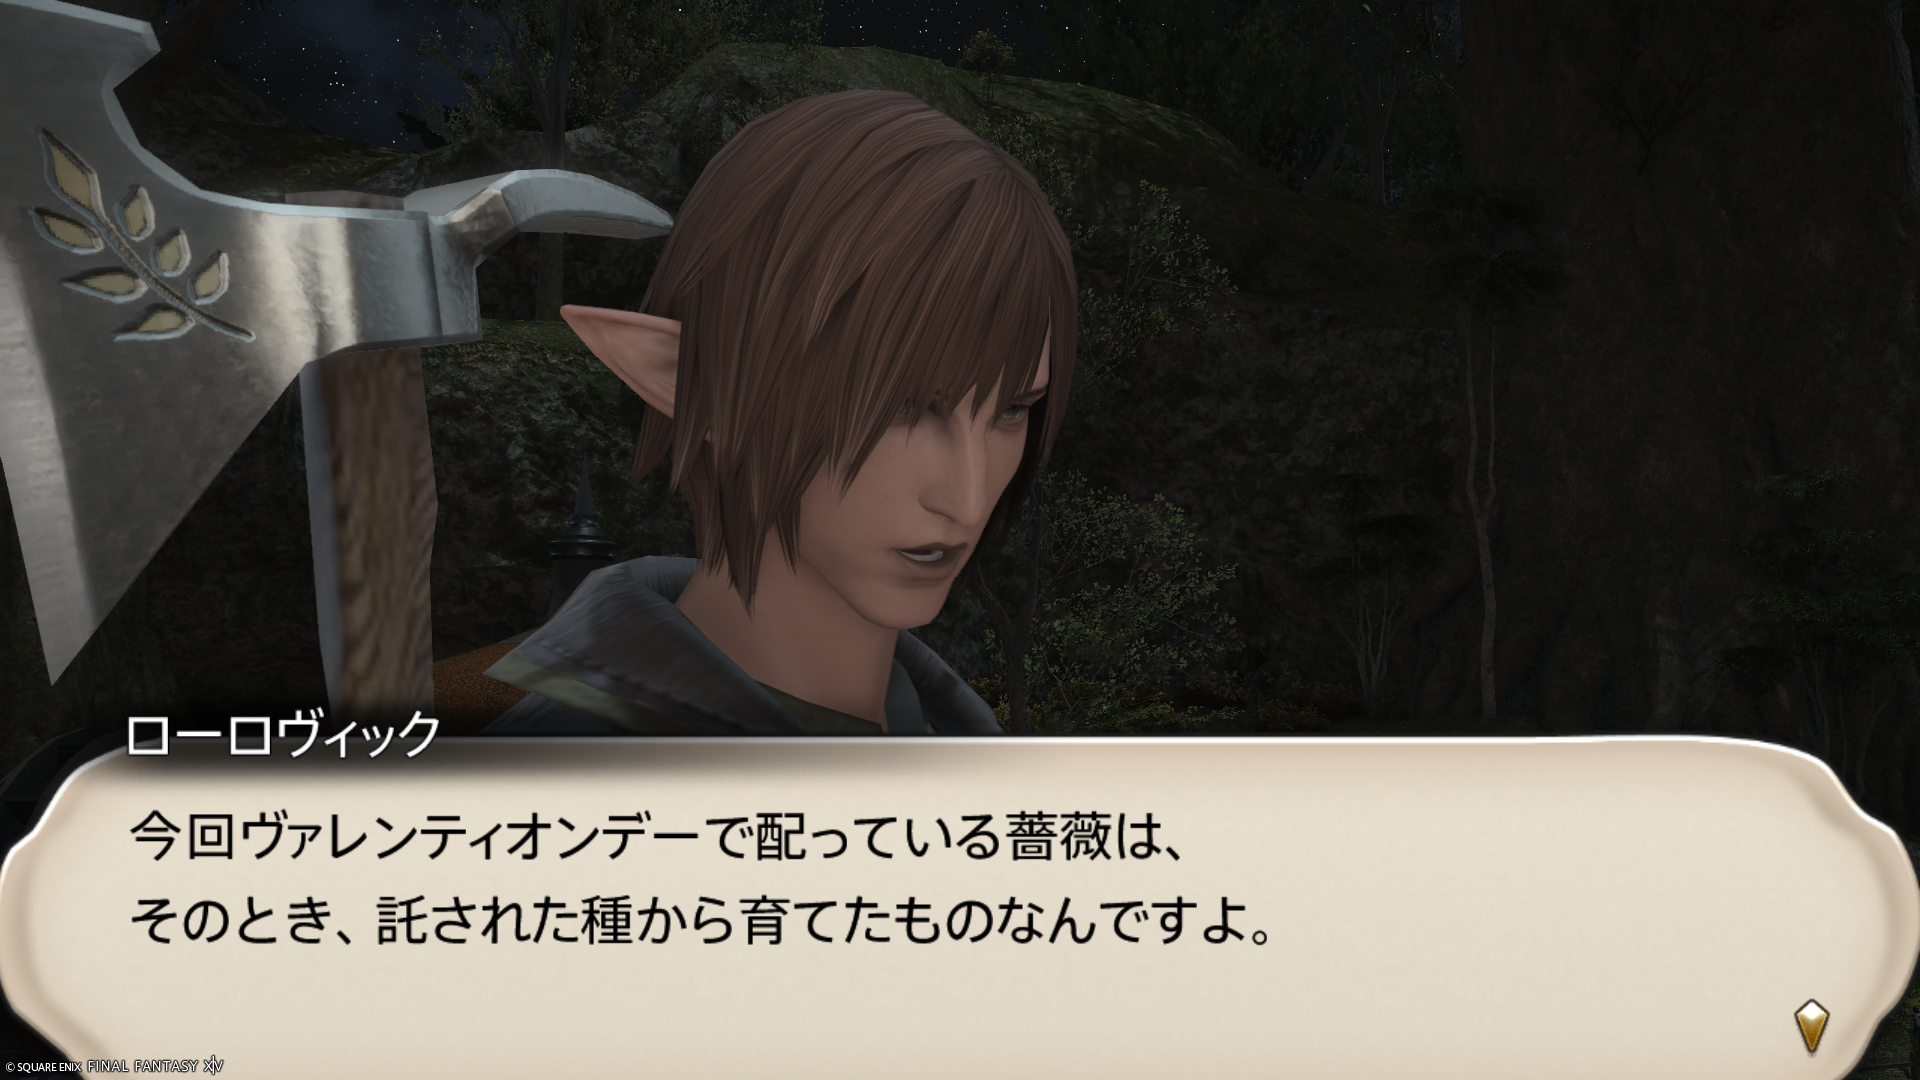 ローロヴィック
今回ヴァレンティオンデーで配っている薔薇は、
そのとき、託された種から育てたものなんですよ。
© SQUARE ENIX FINAL FANTASY XIV